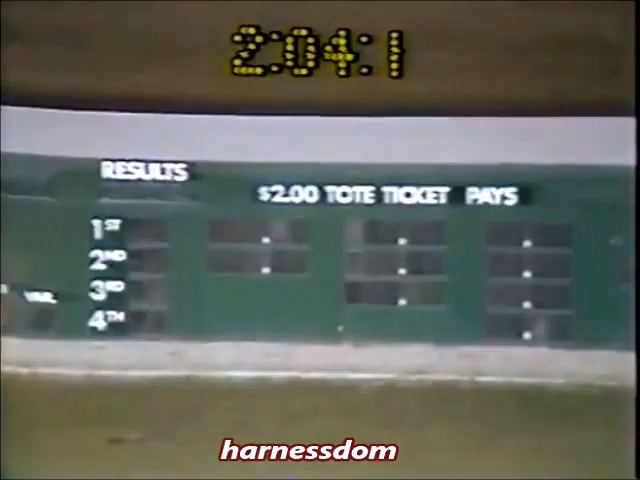 2:04:1
RESULTS
$2.00 TOTE TICKET PAYS
1ST
2ND
3RD
4TH
harnessdom